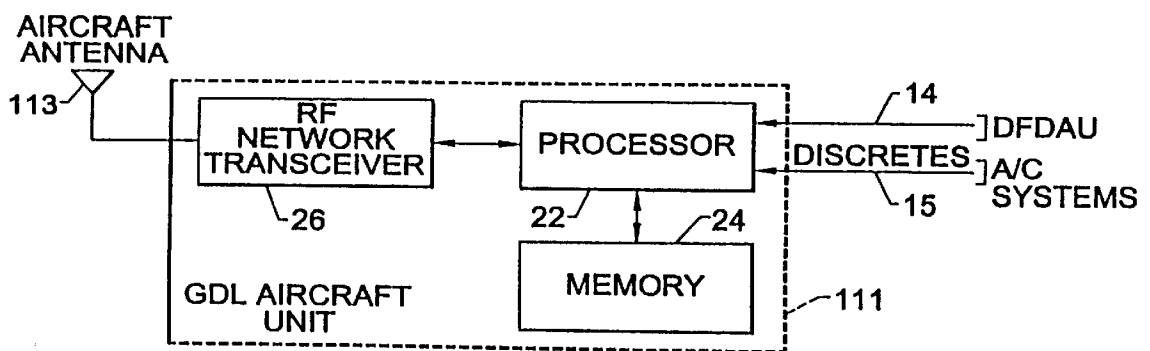 AIRCRAFT
ANTENNA
113
RF
NETWORK
TRANSCEIVER
26
PROCESSOR
22
24
MEMORY
14
DFDAU
DISCRETES
15
A/C
SYSTEMS
GDL AIRCRAFT
UNIT
111